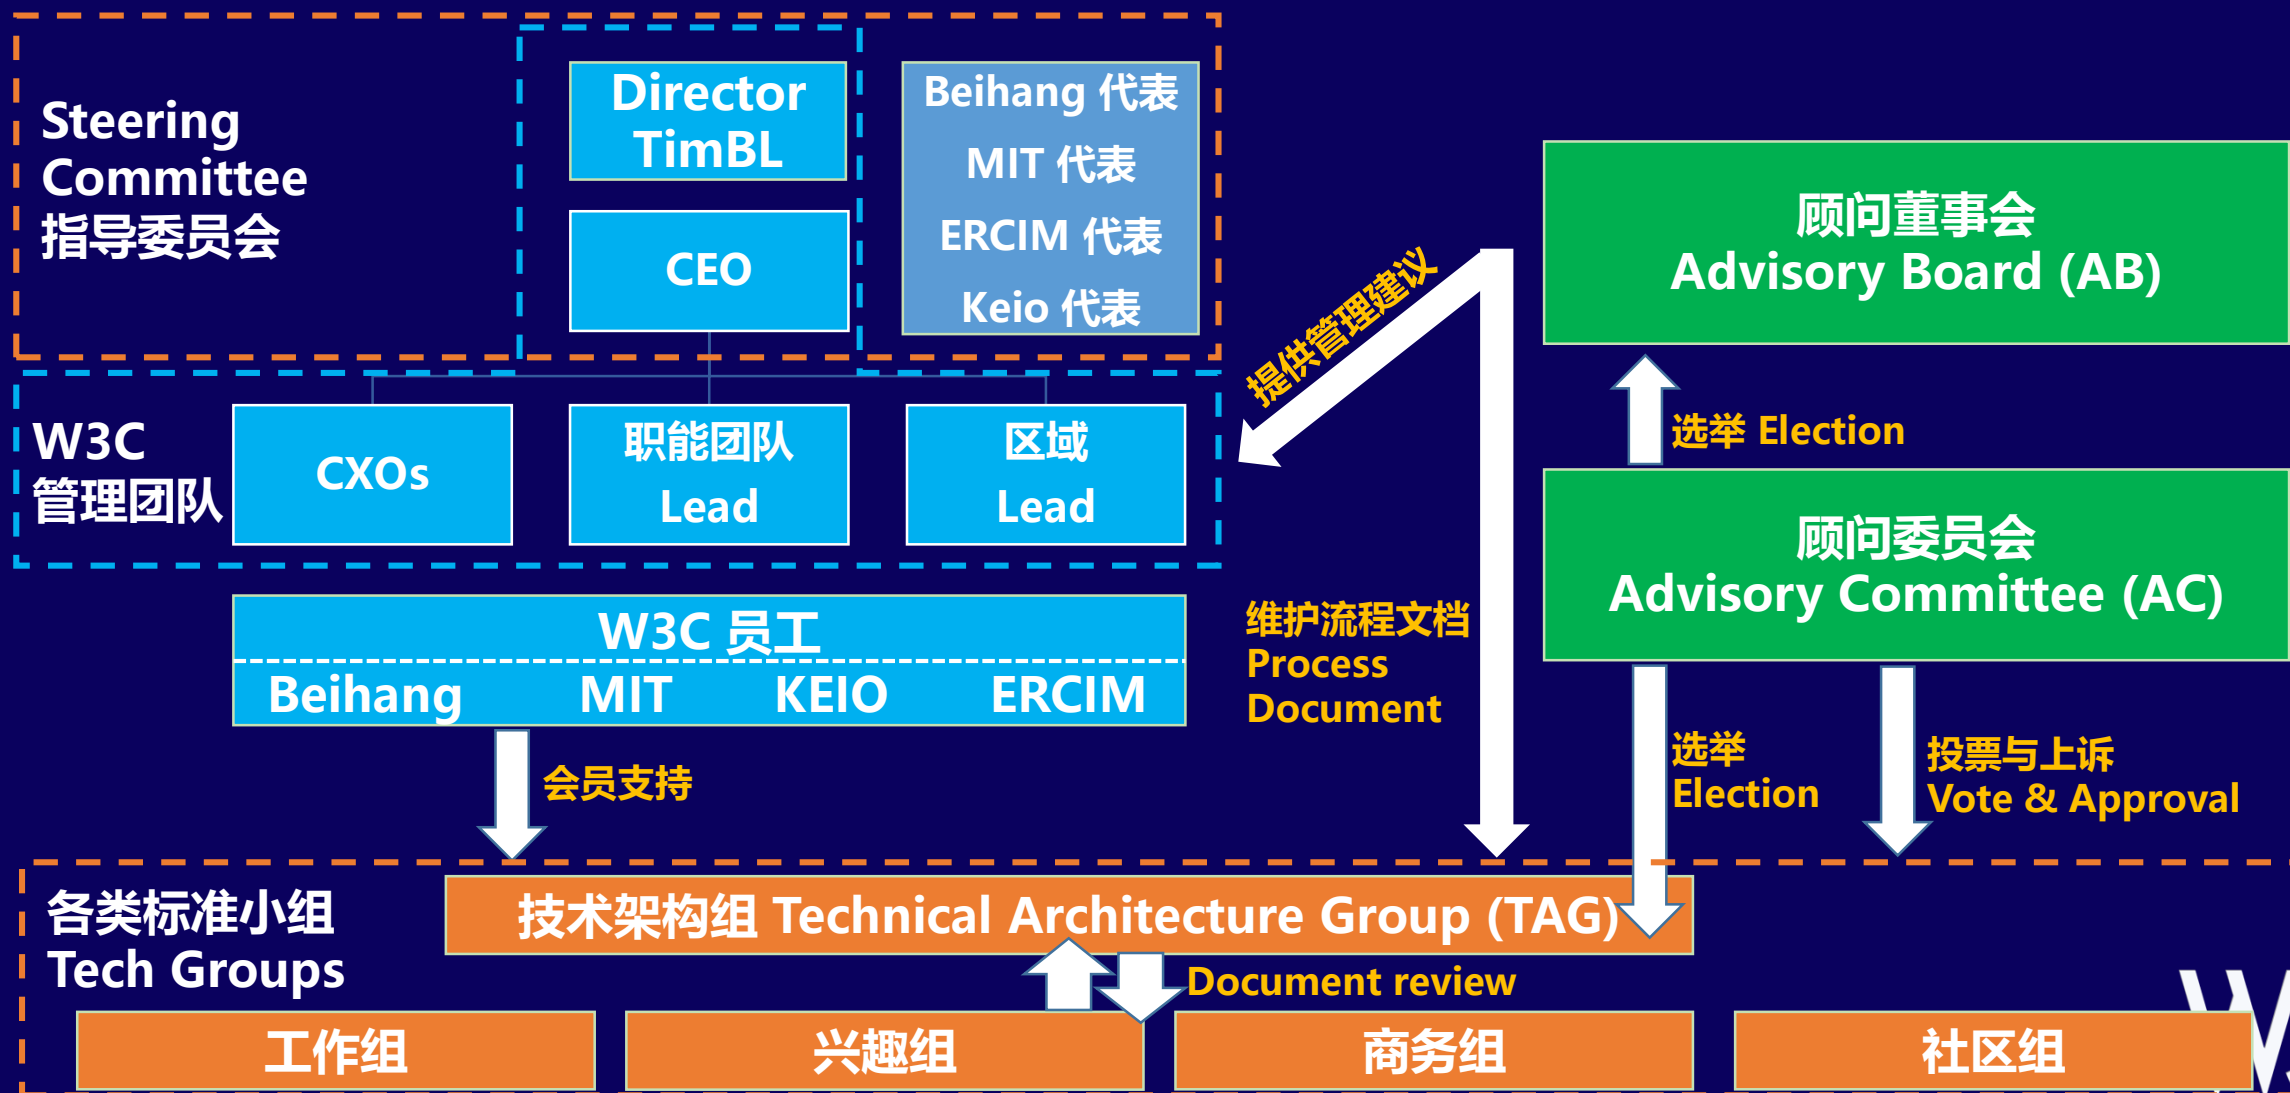 Steering
Committee
指导委员会
Director
TimBL
CEO
Beihang 代表
MIT 代表
ERCIM 代表
Keio 代表
W3C
管理团队
CXOs
职能团队
Lead
区域
Lead
W3C 员工
Beihang MIT KEIO ERCIM
会员支持
提供管理建议
维护流程文档
Process
Document
顾问董事会
Advisory Board (AB)
选举 Election
顾问委员会
Advisory Committee (AC)
选举
Election
投票与上诉
Vote & Approval
各类标准小组
Tech Groups
技术架构组 Technical Architecture Group (TAG)
Document review
工作组
兴趣组
商务组
社区组